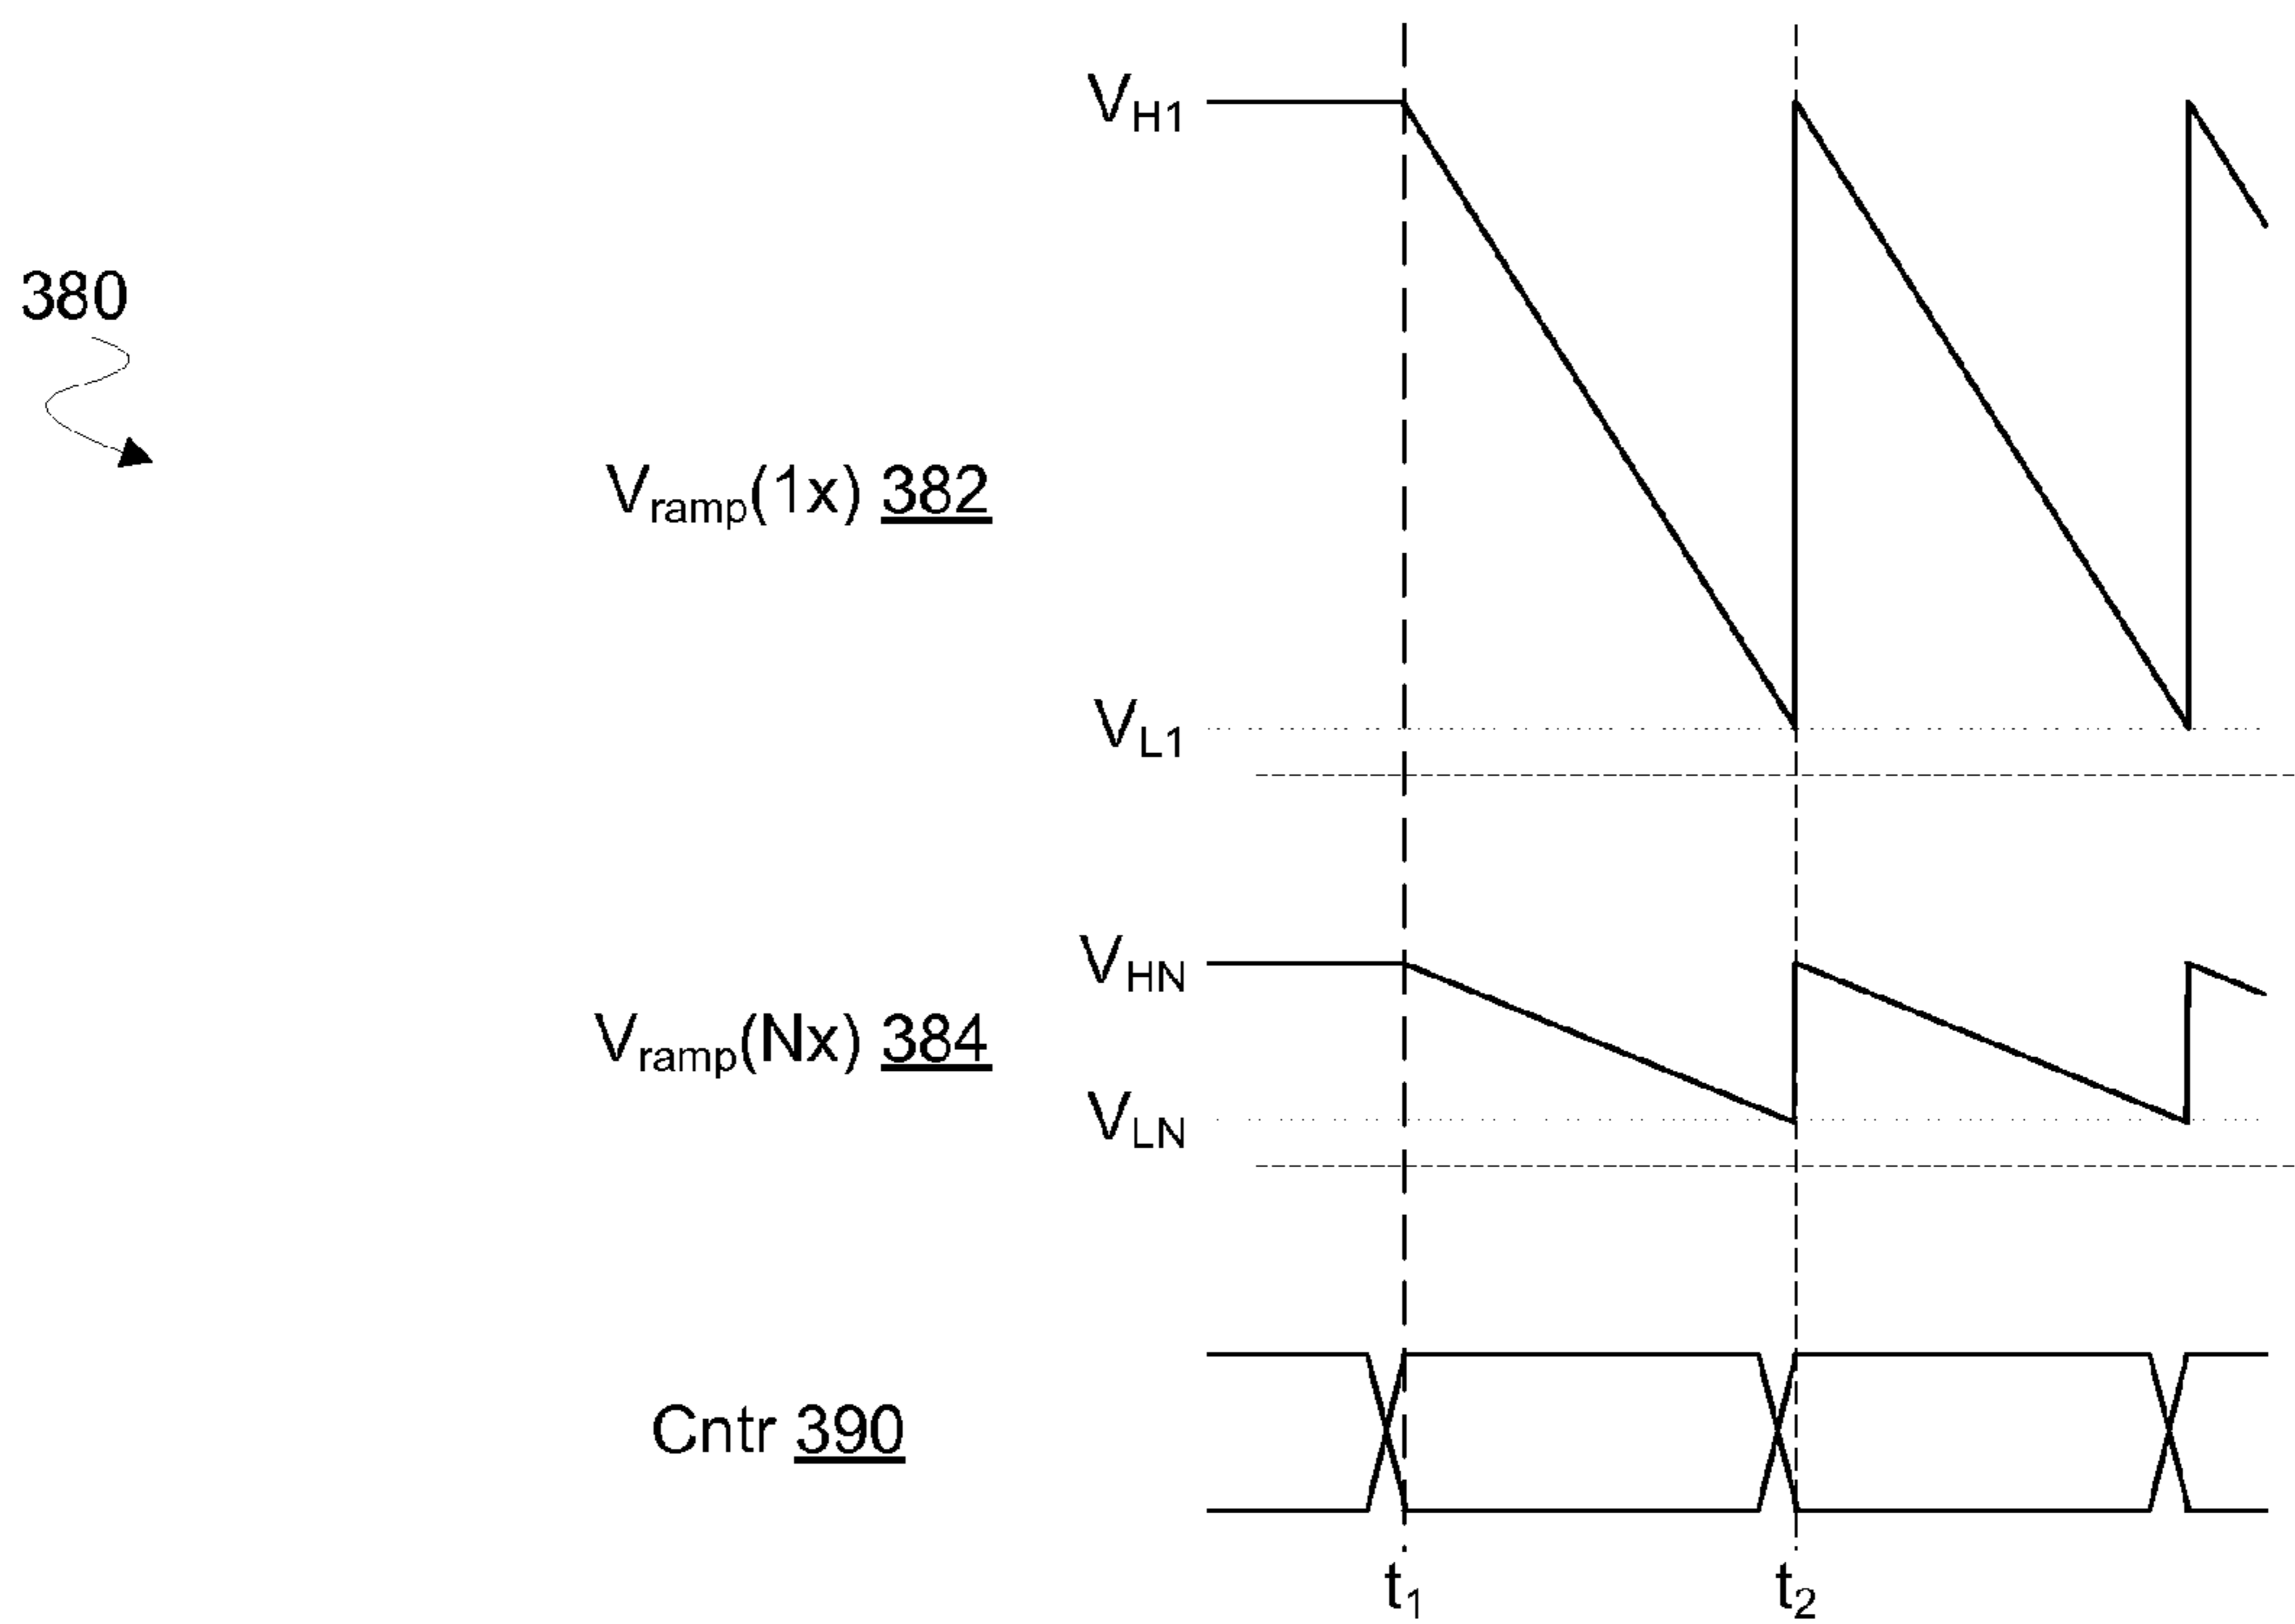 V_H1
380
V_ramp(1x) 382
V_L1
V_HN
V_ramp(Nx) 384
V_LN
Cntr 390
t_1
t_2